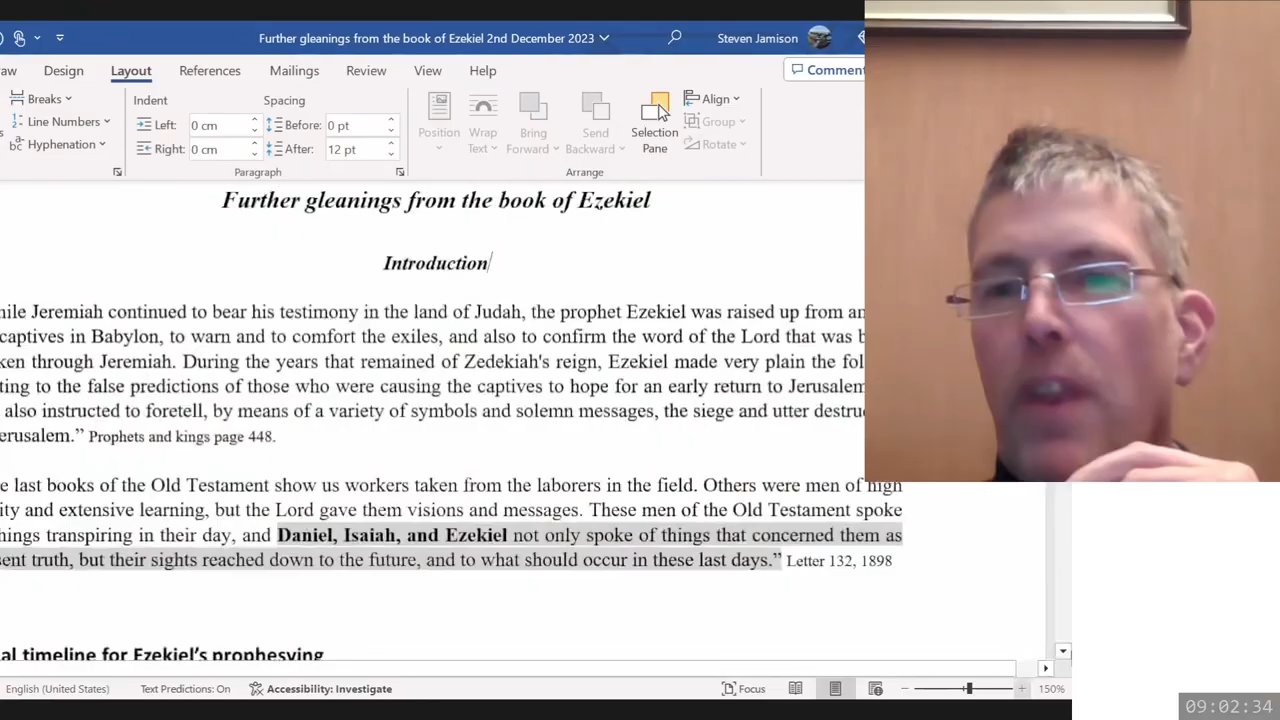 Further gleanings from the book of Ezekiel 2nd December 2023
Steven Jamison
Design Layout References Mailings Review View Help
Breaks
Indent
Spacing
Align
Line Numbers
Left: 0 cm
Before: 0 pt
Group
Hyphenation
Right: 0 cm
After: 12 pt
Rotate
Position
Wrap Text
Bring Forward
Send Backward
Selection Pane
Paragraph
Arrange
Further gleanings from the book of Ezekiel
Introduction
Jeremiah continued to bear his testimony in the land of Judah, the prophet Ezekiel was raised up from
captives in Babylon, to warn and to comfort the exiles, and also to confirm the word of the Lord that was
through Jeremiah. During the years that remained of Zedekiah's reign, Ezekiel made very plain the
to the false predictions of those who were causing the captives to hope for an early return to Jerusalem
also instructed to foretell, by means of a variety of symbols and solemn messages, the siege and utter
erusalem.” Prophets and kings page 448.
last books of the Old Testament show us workers taken from the laborers in the field. Others were men of high
and extensive learning, but the Lord gave them visions and messages. These men of the Old Testament spoke
hings transpiring in their day, and Daniel, Isaiah, and Ezekiel not only spoke of things that concerned them as
sent truth, but their sights reached down to the future, and to what should occur in these last days.” Letter 132, 1898
al timeline for Ezekiel’s prophesying
English (United States) Text Predictions: On Accessibility: Investigate Focus 150%
09:02:34